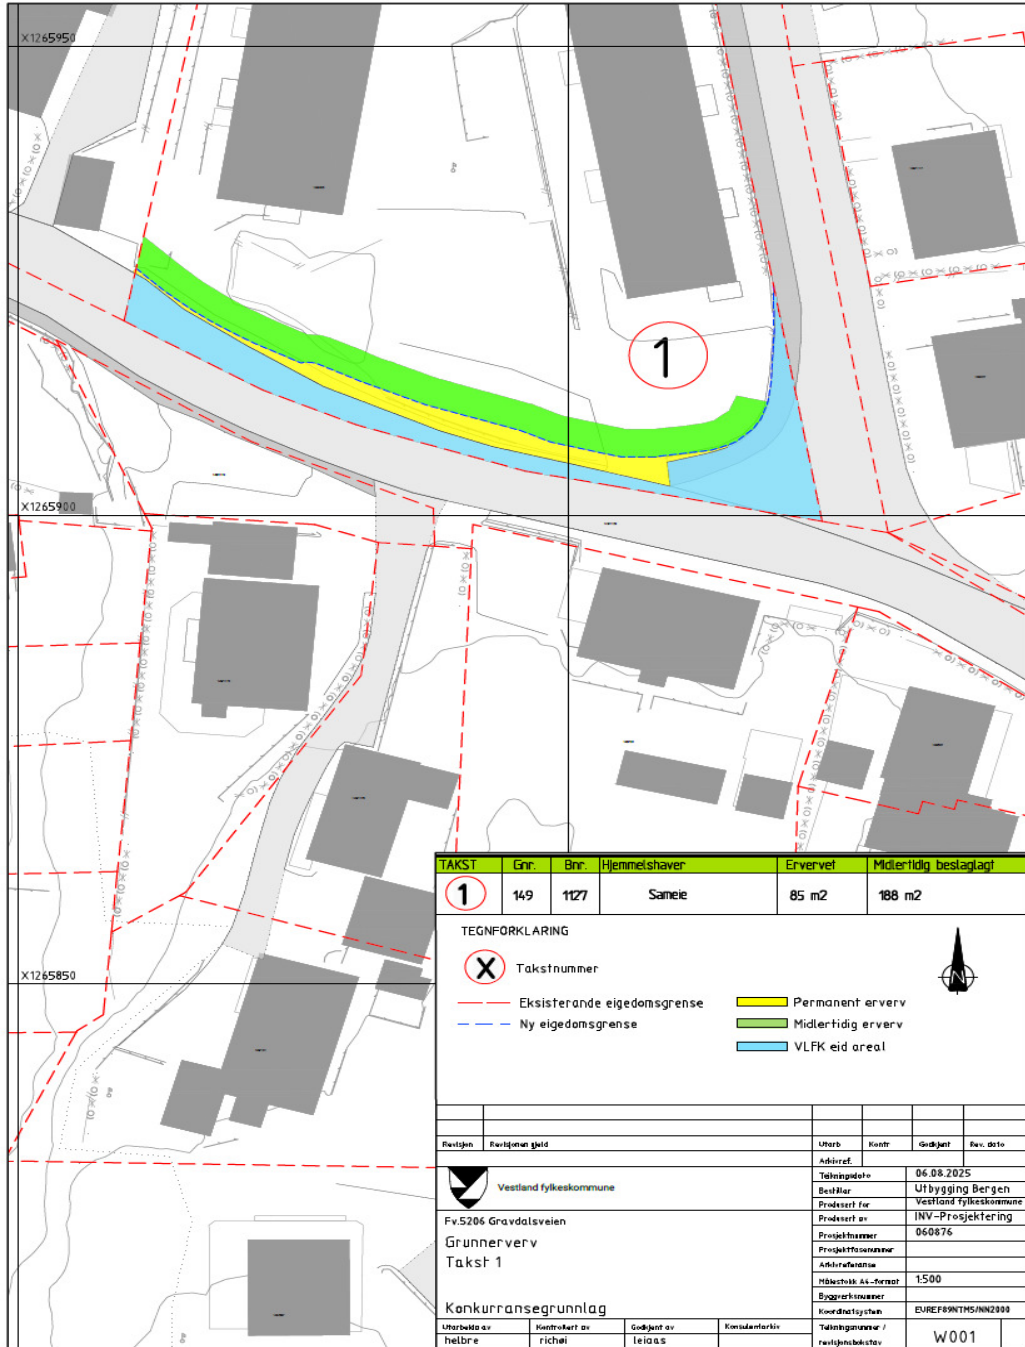 X1265950
1
X1265900
X1265850
TAKST Gnr. Bnr. Hjemmelshaver Ervervet Midlertidig beslaglagt
1 149 1127 Sameie 85 m2 188 m2
TEGNFORKLARING
X Takstnummer
Eksisterande eigedomsgrense
Ny eigedomsgrense
Permanent erverv
Midlertidig erverv
VLFK eid areal
N
Revisjon Revisjonen gjeld Utarb Kontr Godkjent Rev. dato
Arkivref.
Vestland fylkeskommune
Teikningsdato 06.08.2025
Bestillar Utbygging Bergen
Produsert for Vestland fylkeskommune
Produsert av INV-Prosjektering
Prosjektnummer 060876
Prosjektfasenummer
Arkivreferanse
Målestokk A4-format 1:500
Byggverksnummer
Koordinatsystem EUREF89NTM5/NN2000
Fv.5206 Gravdalsveien
Grunnerverv
Takst 1
Konkurransegrunnlag
Utarbeida av Kontrollert av Godkjent av Konsulentarkiv Teikningsnummer /
revisjonsbokstav
helbre richøi leiaas W001